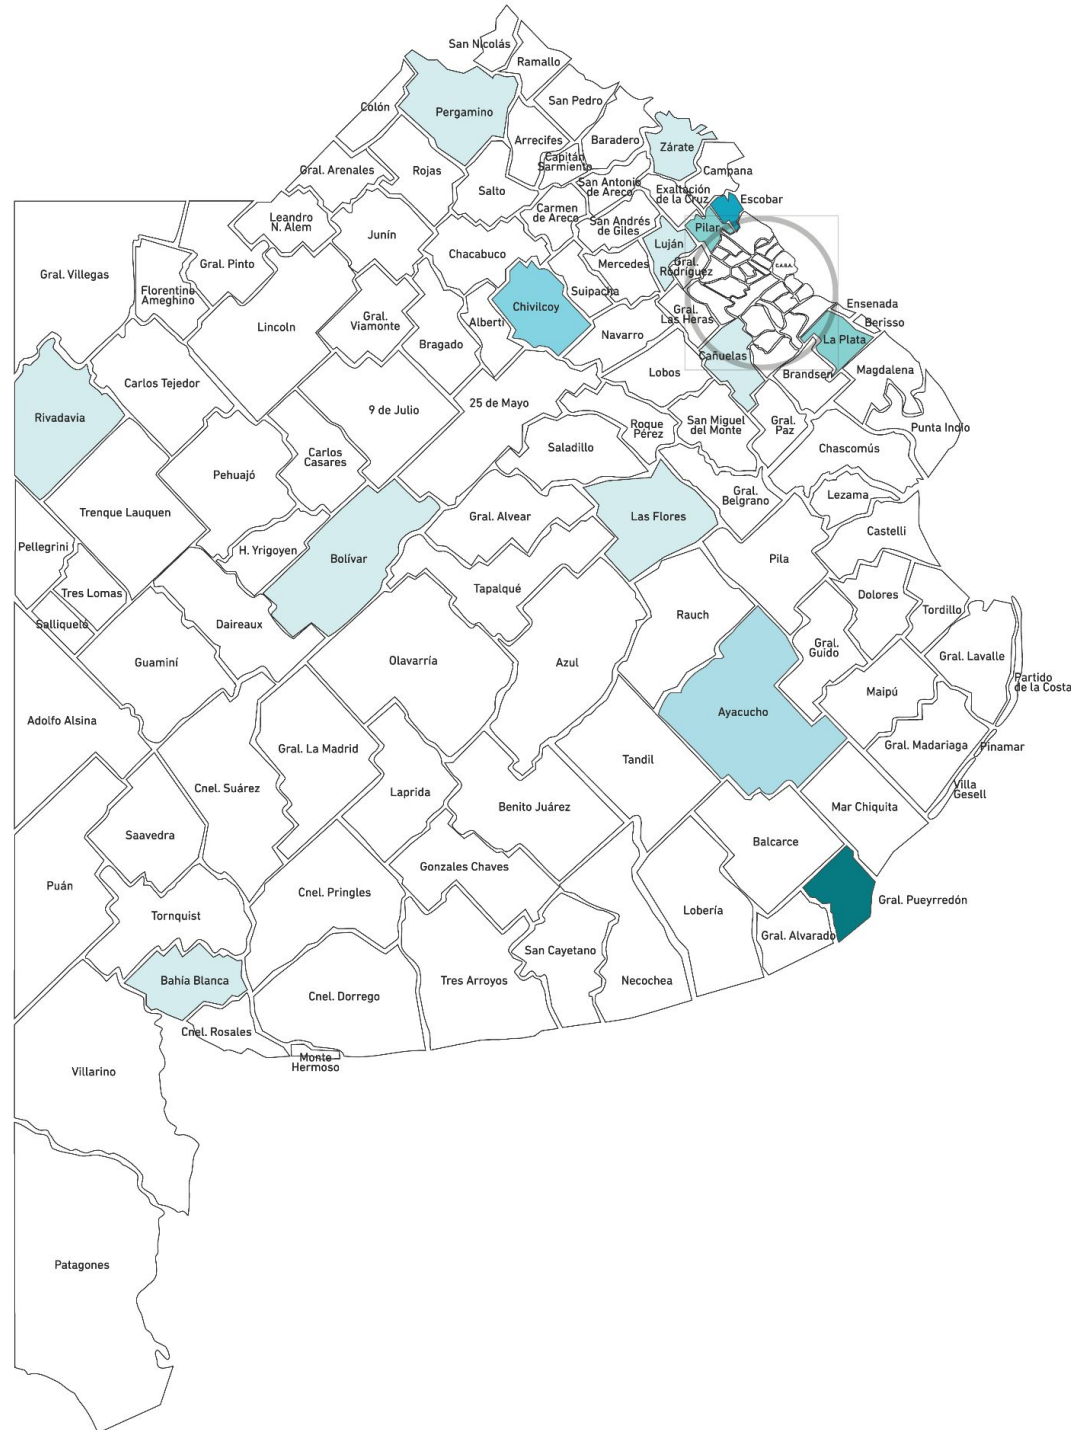 San Nicolás
Ramallo
Colón
Pergamino
San Pedro
Arrecifes
Baradero
Zárate
Capitán
Sarmiento
Campana
Gral. Arenales
Rojas
Salto
San Antonio
de Areco
Exaltación
de la Cruz
Escobar
Leandro
N. Alem
Carmen
de Areco
San Andrés
de Giles
Pilar
Junín
Luján
Chacabuco
Mercedes
Gral.
Rodríguez
C.A.B.A.
Gral. Villegas
Gral. Pinto
Florentino
Ameghino
Suipacha
Chivilcoy
Gral.
Las Heras
Ensenada
Lincoln
Gral.
Viamonte
Alberti
Berisso
Bragado
Navarro
La Plata
Cañuelas
Carlos Tejedor
Lobos
Brandsen
Magdalena
9 de Julio
25 de Mayo
Rivadavia
Roque
Pérez
San Miguel
del Monte
Gral.
Paz
Punta Indio
Saladillo
Chascomús
Carlos
Casares
Pehuajó
Gral.
Belgrano
Lezama
Trenque Lauquen
Gral. Alvear
Las Flores
Castelli
Pellegrini
H. Yrigoyen
Bolívar
Pila
Tres Lomas
Tapalqué
Dolores
Tordillo
Salliqueló
Daireaux
Rauch
Gral.
Guido
Guaminí
Olavarría
Azul
Gral. Lavalle
Partido
de la Costa
Maipú
Adolfo Alsina
Ayacucho
Gral. La Madrid
Gral. Madariaga
Pinamar
Tandil
Cnel. Suárez
Laprida
Villa
Gesell
Benito Juárez
Mar Chiquita
Saavedra
Balcarce
Gonzales Chaves
Puán
Cnel. Pringles
Gral. Pueyrredón
Tornquist
Lobería
Gral. Alvarado
San Cayetano
Bahía Blanca
Tres Arroyos
Necochea
Cnel. Dorrego
Cnel. Rosales
Monte
Hermoso
Villarino
Patagones